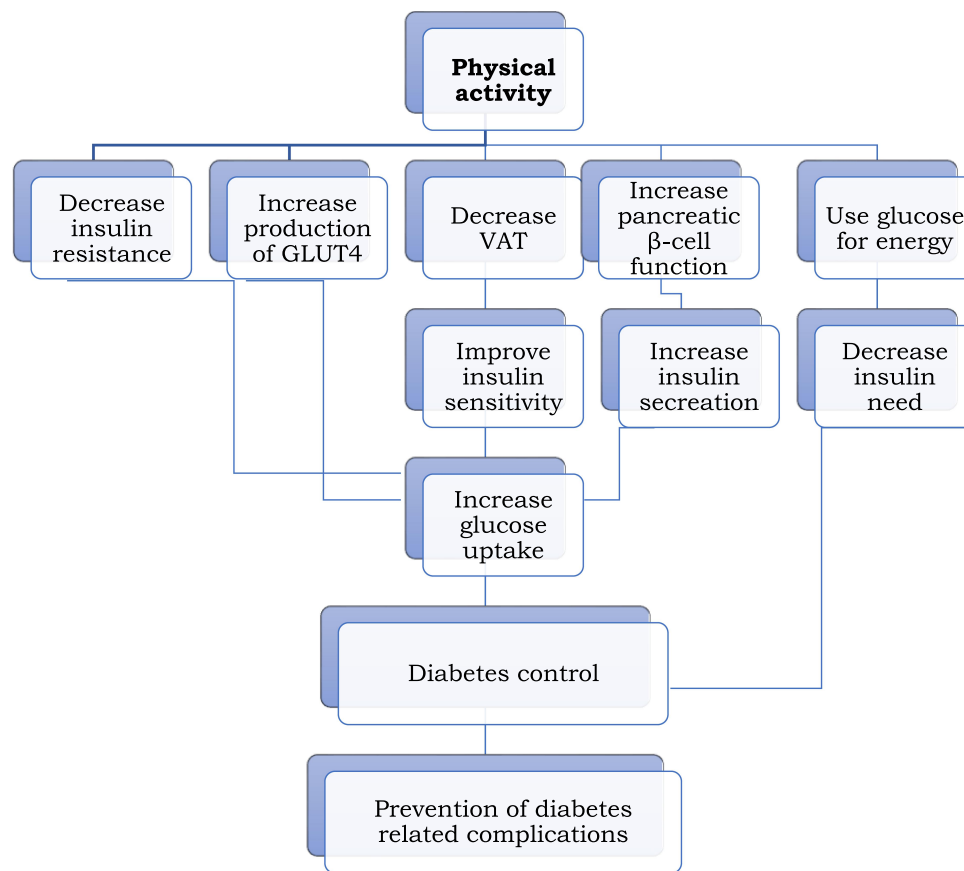 Physical
activity
Decrease
insulin
resistance
Increase
production
of GLUT4
Decrease
VAT
Increase
pancreatic
β-cell
function
Use glucose
for energy
Improve
insulin
sensitivity
Increase
insulin
secreation
Decrease
insulin
need
Increase
glucose
uptake
Diabetes control
Prevention of diabetes
related complications